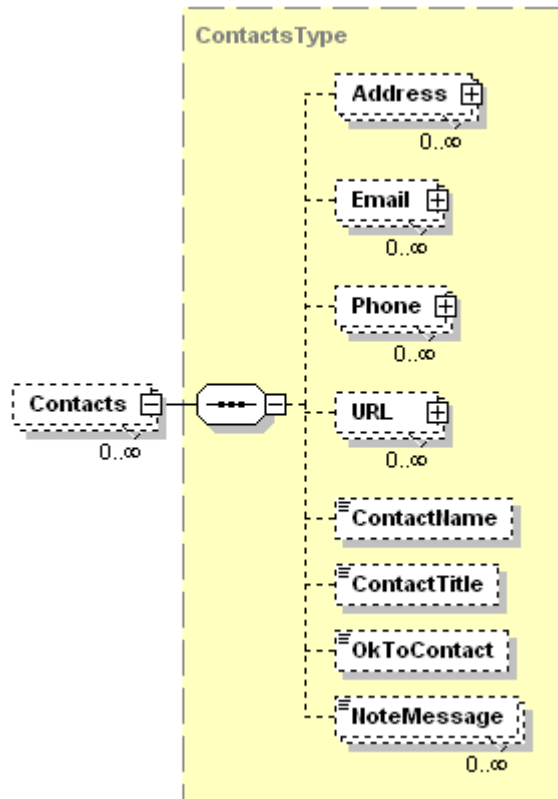 ContactsType
Address
0..∞
Email
0..∞
Phone
0..∞
Contacts
0..∞
URL
0..∞
ContactName
ContactTitle
OkToContact
NoteMessage
0..∞